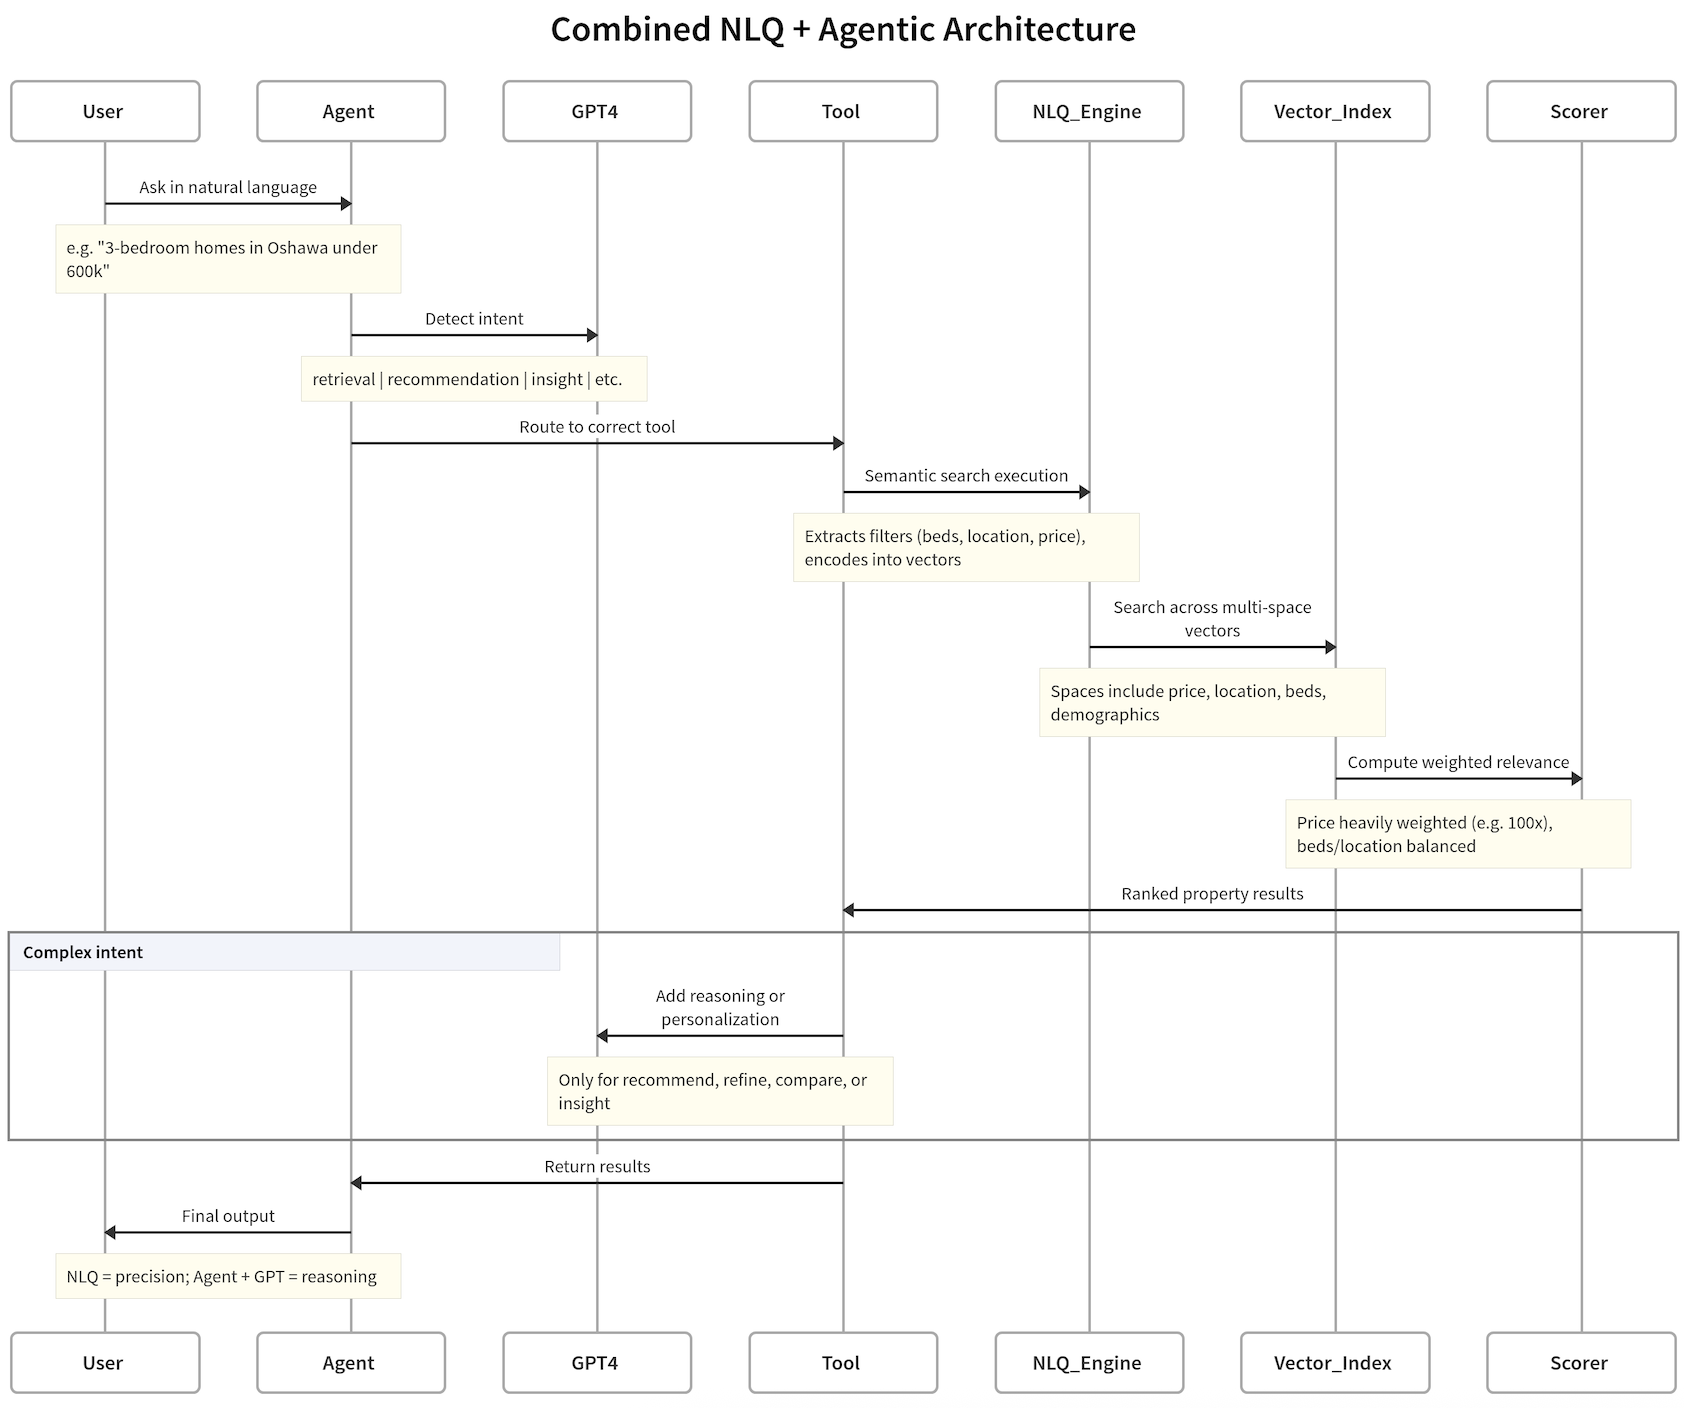 Combined NLQ + Agentic Architecture
User
Agent
GPT4
Tool
NLQ_Engine
Vector_Index
Scorer
Ask in natural language
e.g. "3-bedroom homes in Oshawa under
600k"
Detect intent
retrieval | recommendation | insight | etc.
Route to correct tool
Semantic search execution
Extracts filters (beds, location, price),
encodes into vectors
Search across multi-space
vectors
Spaces include price, location, beds,
demographics
Compute weighted relevance
Price heavily weighted (e.g. 100x),
beds/location balanced
Ranked property results
Complex intent
Add reasoning or
personalization
Only for recommend, refine, compare, or
insight
Return results
Final output
NLQ = precision; Agent + GPT = reasoning
User
Agent
GPT4
Tool
NLQ_Engine
Vector_Index
Scorer